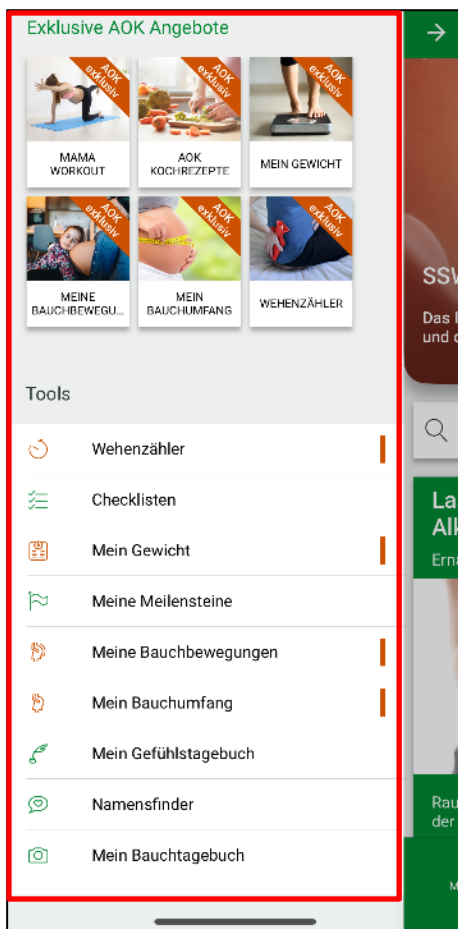 Exklusive AOK Angebote
AOK exklusiv
AOK exklusiv
AOK exklusiv
MAMA
WORKOUT
AOK
KOCHREZEPTE
MEIN GEWICHT
AOK exklusiv
AOK exklusiv
AOK exklusiv
MEINE
BAUCHBEWEGU...
MEIN
BAUCHUMFANG
WEHENZÄHLER
Tools
Wehenzähler
Checklisten
Mein Gewicht
Meine Meilensteine
Meine Bauchbewegungen
Mein Bauchumfang
Mein Gefühlstagebuch
Namensfinder
Mein Bauchtagebuch
SSW
Das
und
La
Al
Ern
Rau
der
M